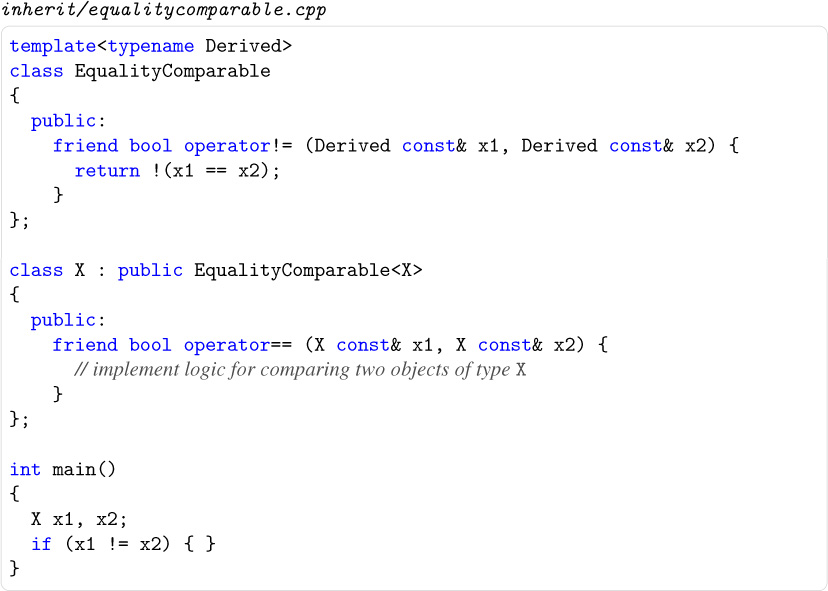 inherit/equalitycomparable.cpp
template<typename Derived>
class EqualityComparable
{
  public:
    friend bool operator!= (Derived const& x1, Derived const& x2) {
      return !(x1 == x2);
    }
};

class X : public EqualityComparable<X>
{
  public:
    friend bool operator== (X const& x1, X const& x2) {
      // implement logic for comparing two objects of type X
    }
};

int main()
{
  X x1, x2;
  if (x1 != x2) { }
}